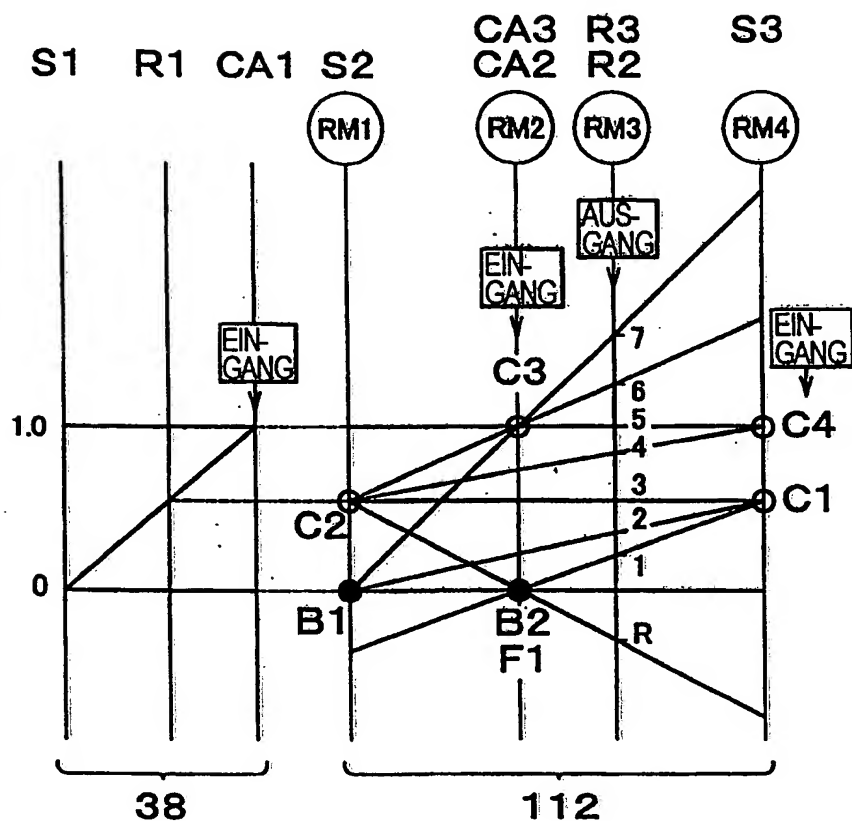 CA3 R3 S3
S1 R1 CA1 S2 CA2 R2
RM1 RM2 RM3 RM4
AUS-
GANG
EIN-
GANG
EIN-
GANG
EIN-
GANG
7
C3
6
1.0 5 C4
4
3 C1
C2
2
0 1
B1 B2 R
F1
38 112